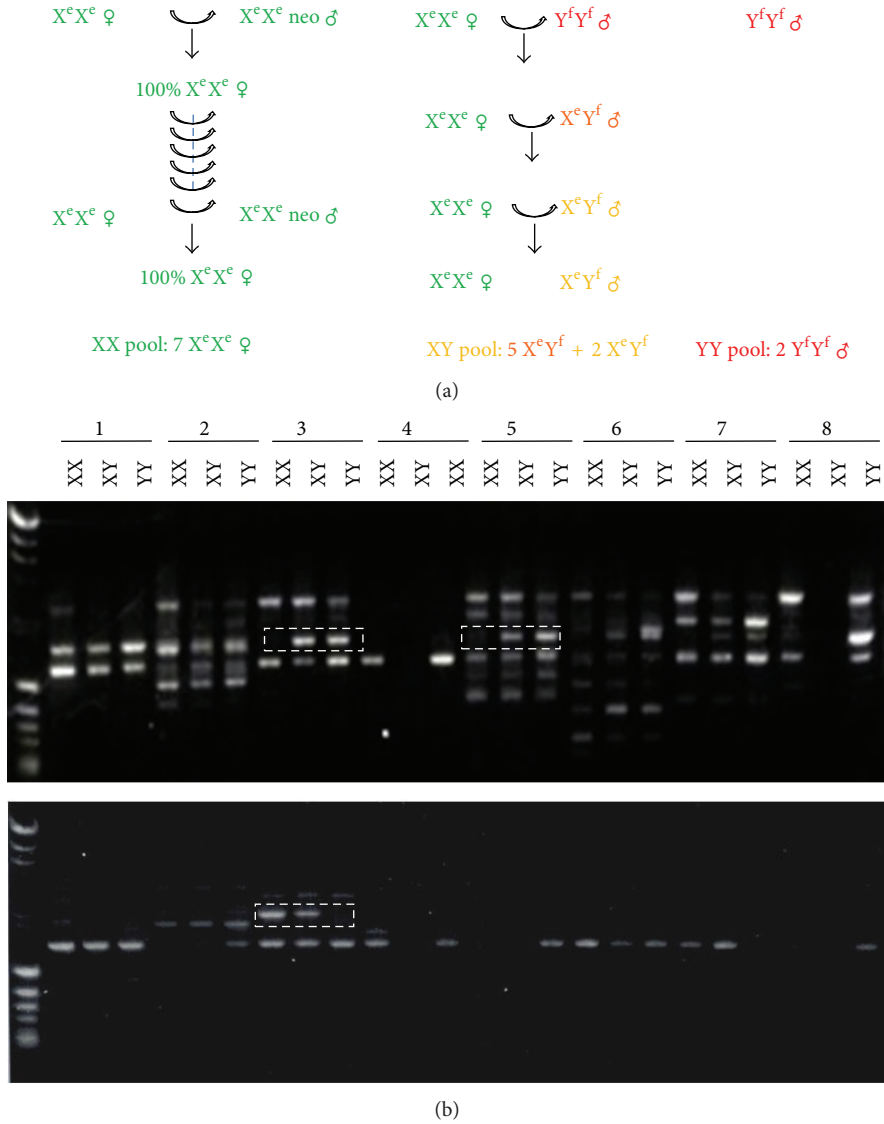 XᵉXᵉ ♀ XᵉXᵉ neo ♂ XᵉXᵉ ♀ YᶠYᶠ ♂ YᶠYᶠ ♂
100% XᵉXᵉ ♀
XᵉXᵉ ♀ XᵉYᶠ ♂
XᵉXᵉ ♀ XᵉXᵉ neo ♂ XᵉXᵉ ♀ XᵉYᶠ ♂
100% XᵉXᵉ ♀ XᵉXᵉ ♀ XᵉYᶠ ♂
XX pool: 7 XᵉXᵉ ♀ XY pool: 5 XᵉYᶠ + 2 XᵉYᶠ YY pool: 2 YᶠYᶠ ♂
(a)
1 2 3 4 5 6 7 8
XX XY YY XX XY YY XX XY YY XX XY XX XX XY YY XX XY YY XX XY YY XX XY YY
(b)